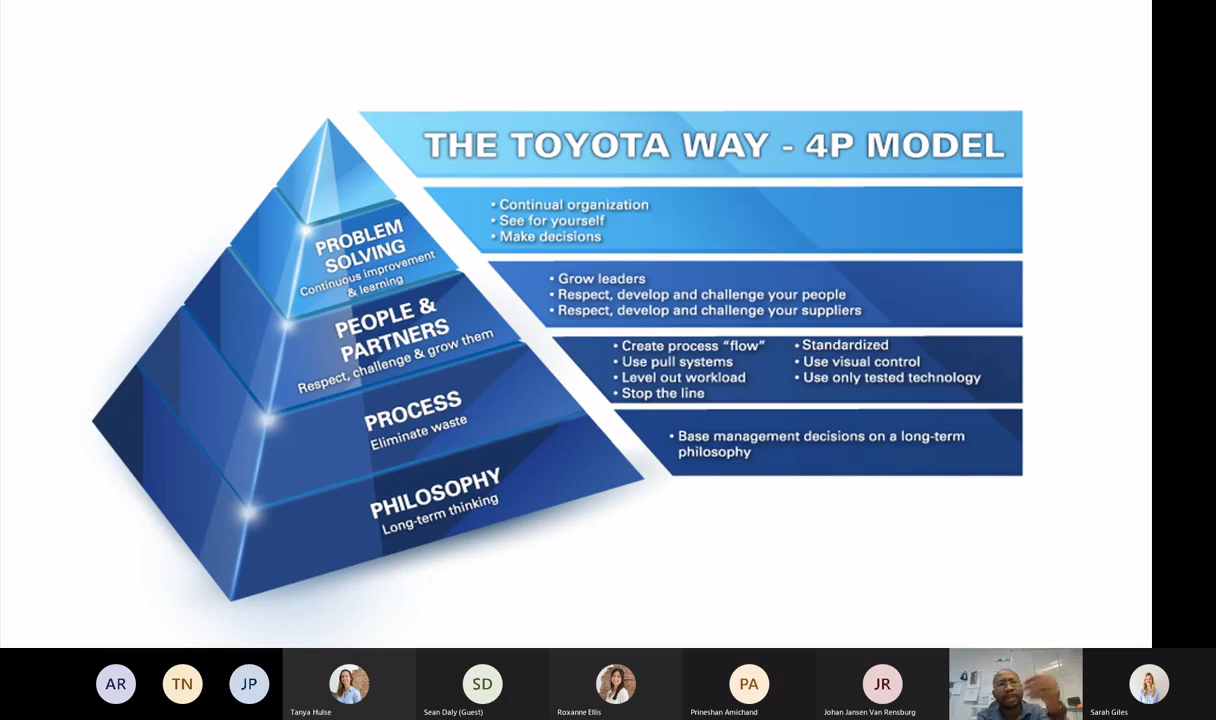 THE TOYOTA WAY - 4P MODEL
PROBLEM
SOLVING
Continuous improvement
& learning
• Continual organization
• See for yourself
• Make decisions
PEOPLE &
PARTNERS
Respect, challenge & grow them
• Grow leaders
• Respect, develop and challenge your people
• Respect, develop and challenge your suppliers
PROCESS
Eliminate waste
• Create process “flow”
• Use pull systems
• Level out workload
• Stop the line
• Standardized
• Use visual control
• Use only tested technology
PHILOSOPHY
Long-term thinking
• Base management decisions on a long-term
philosophy
AR
TN
JP
Tanya Hulse
SD
Sean Daly (Guest)
Roxanne Ellis
PA
Prineshan Amichand
JR
Johan Jansen Van Rensburg
Sarah Giles